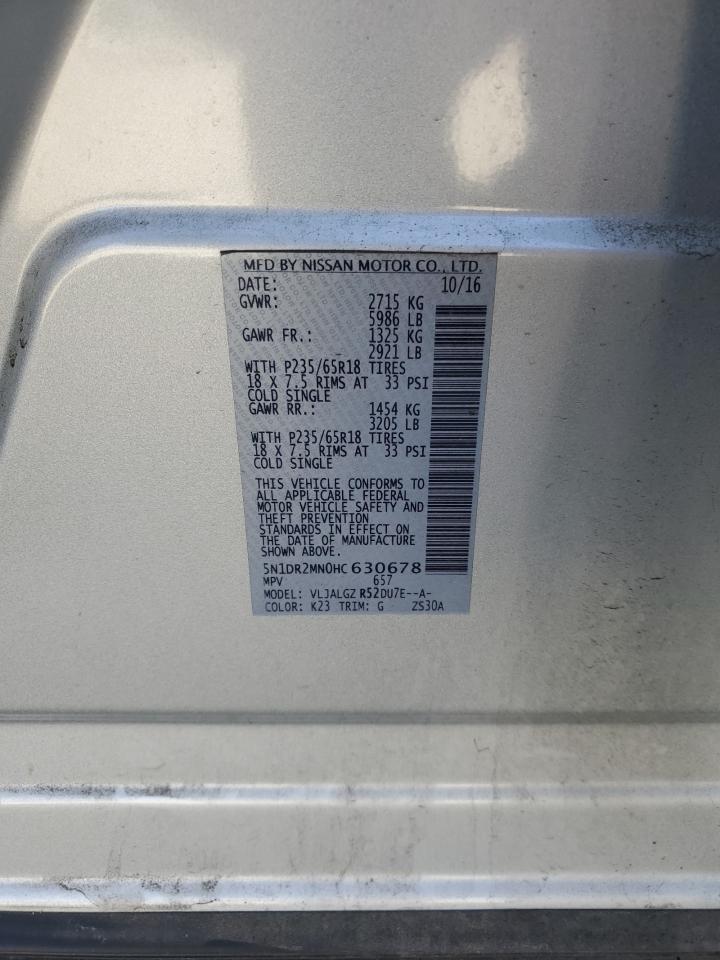 MFD BY NISSAN MOTOR CO., LTD.
DATE: 10/16
GVWR: 2715 KG
5986 LB
GAWR FR.: 1325 KG
2921 LB
WITH P235/65R18 TIRES
18 X 7.5 RIMS AT 33 PSI
COLD SINGLE
GAWR RR.: 1454 KG
3205 LB
WITH P235/65R18 TIRES
18 X 7.5 RIMS AT 33 PSI
COLD SINGLE
THIS VEHICLE CONFORMS TO
ALL APPLICABLE FEDERAL
MOTOR VEHICLE SAFETY AND
THEFT PREVENTION
STANDARDS IN EFFECT ON
THE DATE OF MANUFACTURE
SHOWN ABOVE.
5N1DR2MN0HC630678
MPV 657
MODEL: VLJALGZ R52DU7E--A-
COLOR: K23 TRIM: G ZS30A